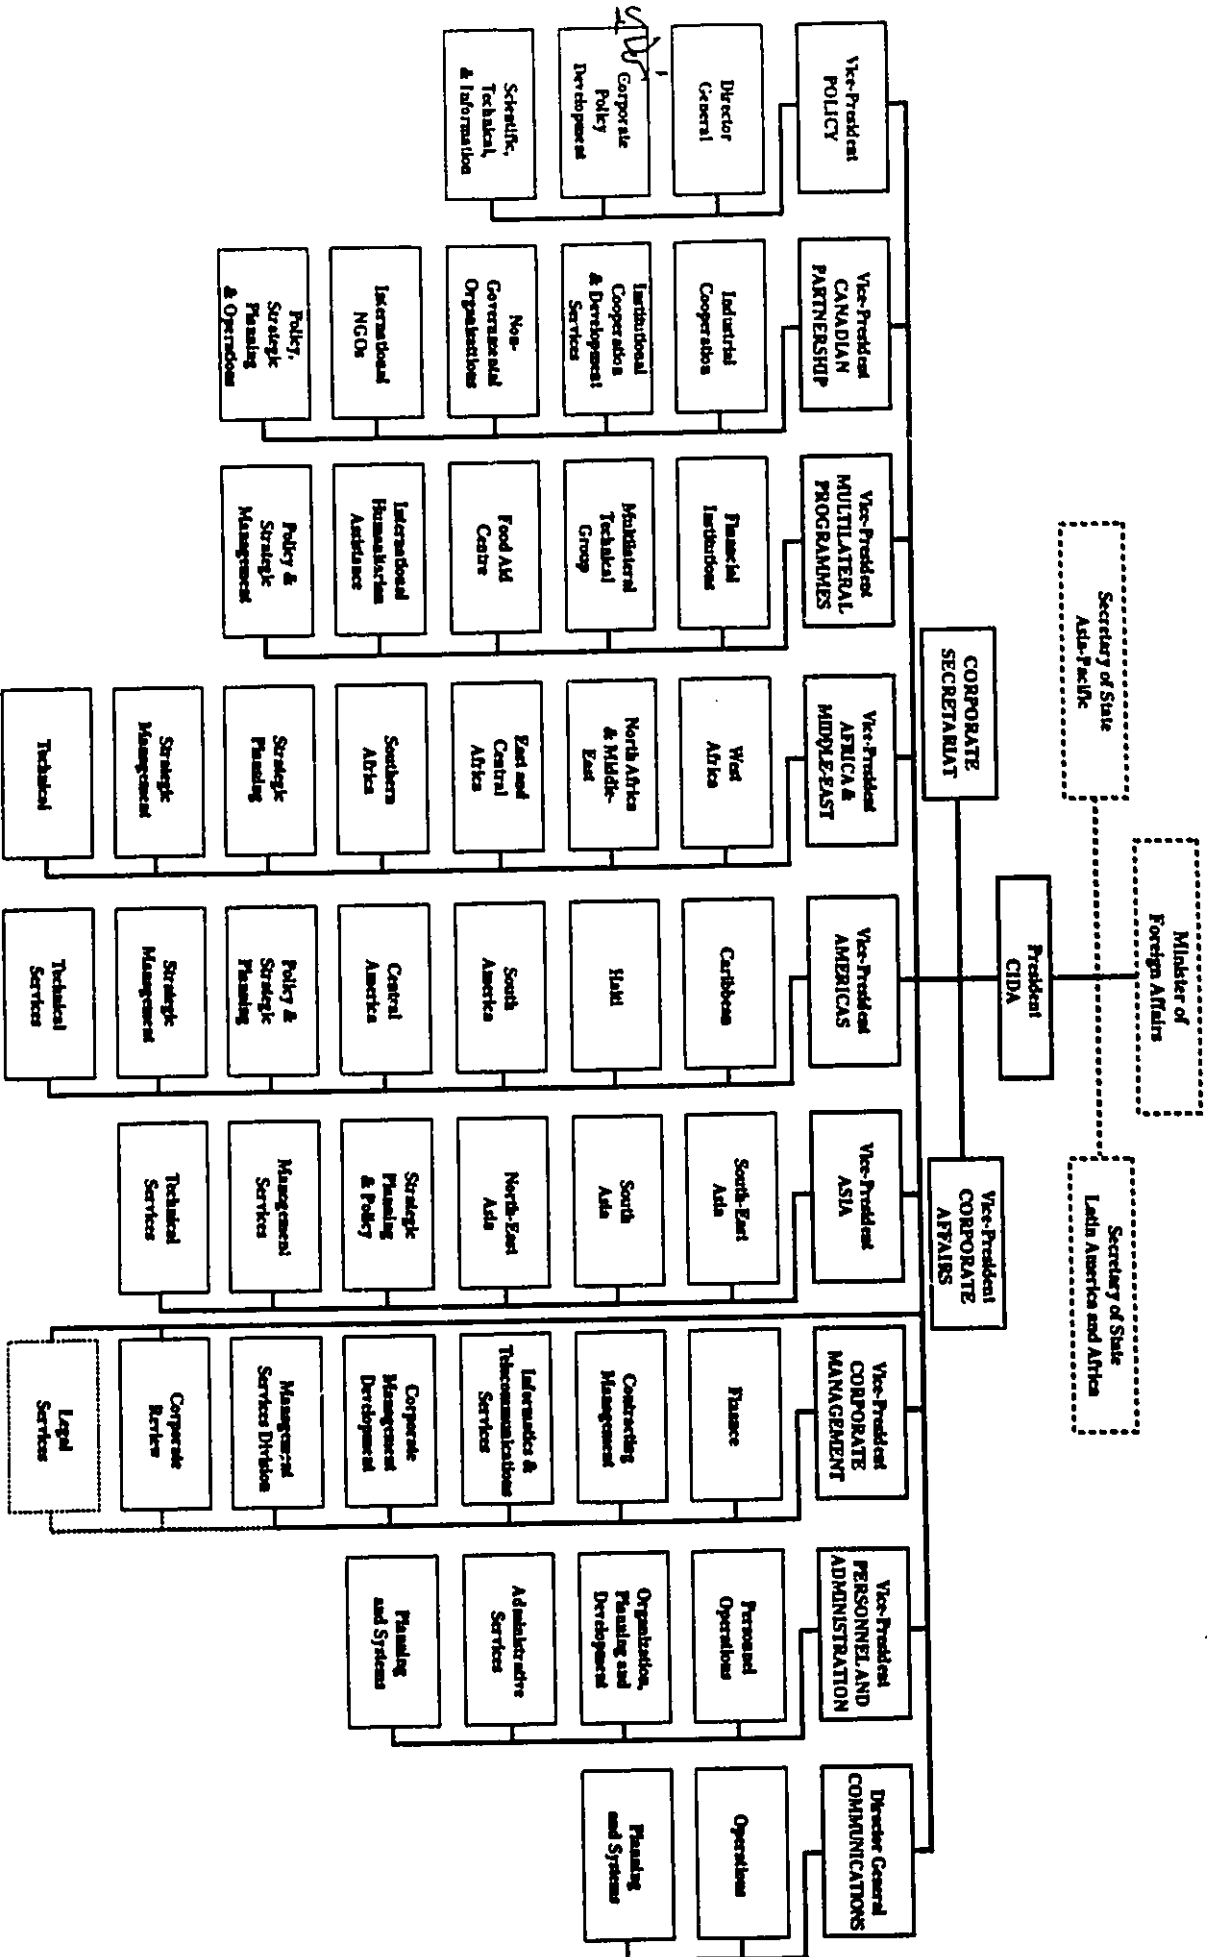 Minister of
Foreign Affairs
Secretary of State
Asia-Pacific
Secretary of State
Latin America and Africa
President
CIDA
CORPORATE
SECRETARIAT
Vice-President
CORPORATE
AFFAIRS
Vice-President
POLICY
Director
General
Corporate
Policy
Development
Scientific,
Technical,
& Information
Vice-President
CANADIAN
PARTNERSHIP
Industrial
Cooperation
Institutional
Cooperation
& Development
Services
Non-
Governmental
Organizations
International
NGOs
Policy,
Strategic
Planning
& Operations
Vice-President
MULTILATERAL
PROGRAMMES
Financial
Institutions
Multilateral
Technical
Group
Food Aid
Centre
International
Humanitarian
Assistance
Policy &
Strategic
Management
Vice-President
AFRICA &
MIDDLE-EAST
West
Africa
North Africa
& Middle-
East
East and
Central
Africa
Southern
Africa
Strategic
Planning
Strategic
Management
Technical
Vice-President
AMERICAS
Caribbean
Haiti
South
America
Central
America
Policy &
Strategic
Planning
Strategic
Management
Technical
Services
Vice-President
ASIA
South-East
Asia
South
Asia
North-East
Asia
Strategic
Planning
& Policy
Management
Services
Technical
Services
Vice-President
CORPORATE
MANAGEMENT
Finance
Contracting
Management
Informatics &
Telecommunications
Services
Corporate
Management
Development
Management
Services Division
Corporate
Review
Legal
Services
Vice-President
PERSONNEL AND
ADMINISTRATION
Personnel
Operations
Organization,
Planning and
Development
Administrative
Services
Planning
and Systems
Director General
COMMUNICATIONS
Operations
Planning
and Systems